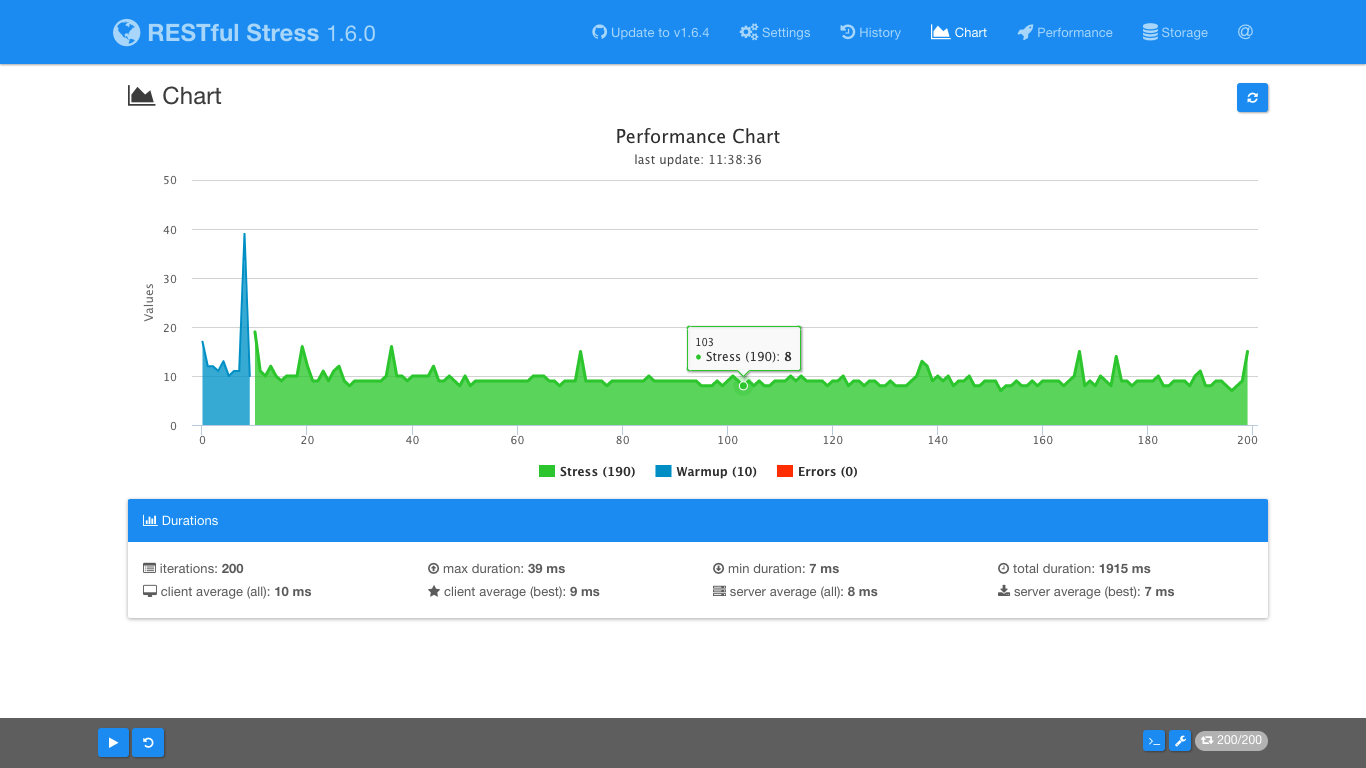 RESTful Stress 1.6.0
Update to v1.6.4 Settings History Chart Performance Storage @
Chart
Performance Chart
last update: 11:38:36
Values
50
40
30
20
10
0
103
● Stress (190): 8
0 20 40 60 80 100 120 140 160 180 200
Stress (190) Warmup (10) Errors (0)
Durations
iterations: 200 max duration: 39 ms min duration: 7 ms total duration: 1915 ms
client average (all): 10 ms client average (best): 9 ms server average (all): 8 ms server average (best): 7 ms
200/200